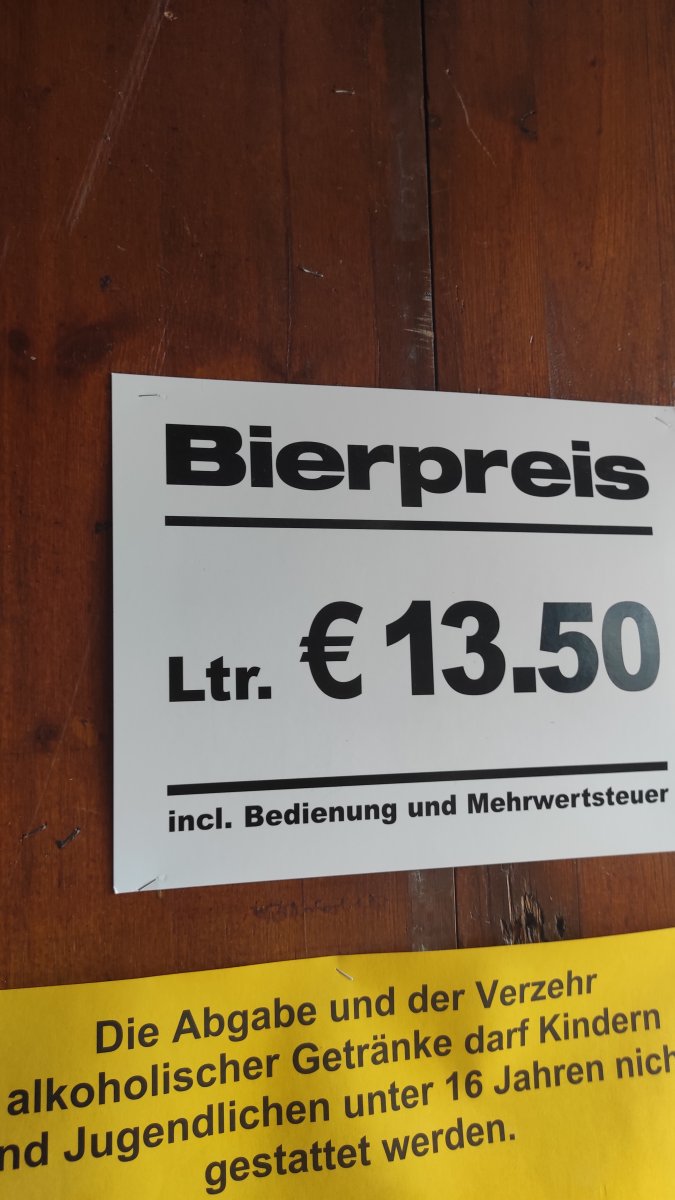 Bierpreis
Ltr. € 13.50
incl. Bedienung und Mehrwertsteuer
Die Abgabe und der Verzehr
alkoholischer Getränke darf Kindern
Jugendlichen unter 16 Jahren
gestattet werden.